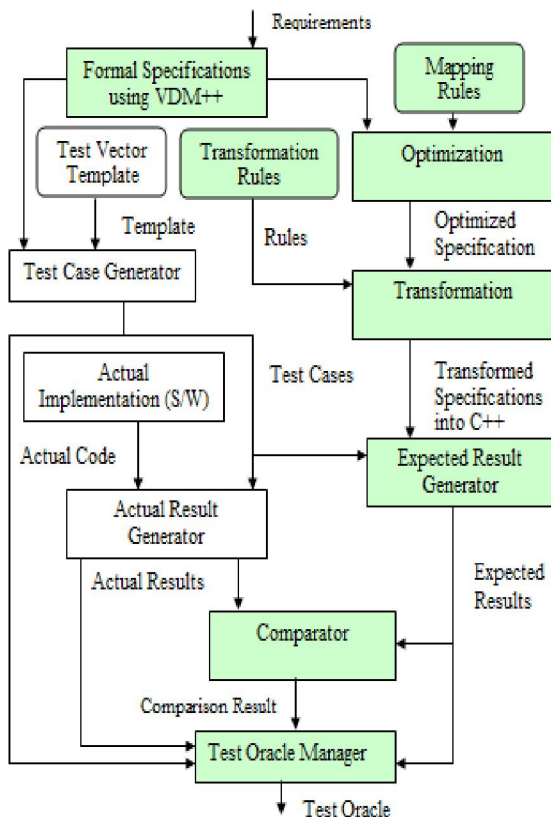 Requirements
Formal Specifications
using VDM++
Mapping
Rules
Test Vector
Template
Transformation
Rules
Optimization
Template
Rules
Optimized
Specification
Test Case Generator
Transformation
Actual
Implementation (S/W)
Test Cases
Transformed
Specifications
into C++
Actual Code
Expected Result
Generator
Actual Result
Generator
Actual Results
Expected
Results
Comparator
Comparison Result
Test Oracle Manager
Test Oracle